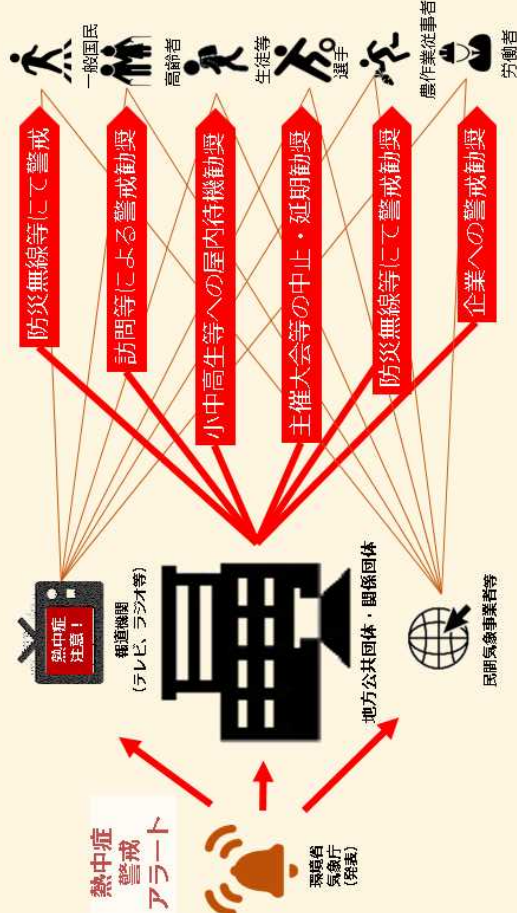 熱中症
警戒
アラート
環境省
気象庁
(発表)
熱中症
注意!
報道機関
(テレビ、ラジオ等)
地方公共団体・関係団体
民間気象事業者等
防災無線等にて警戒
訪問等による警戒勧奨
小中高生等への屋内待機勧奨
主催大会等の中止・延期勧奨
防災無線等にて警戒勧奨
企業への警戒勧奨
一般国民
高齢者
生徒等
選手
農作業従事者
労働者